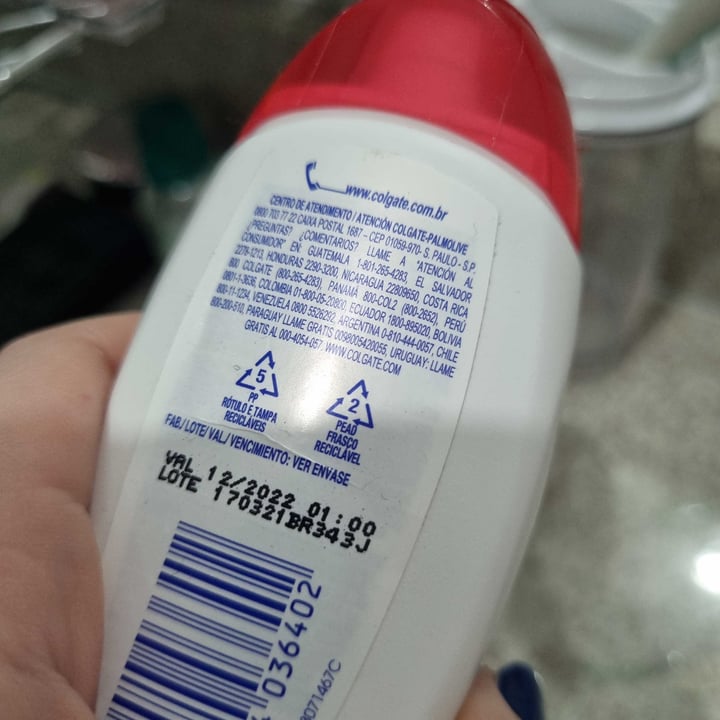 www.colgate.com.br
CENTRO DE ATENDIMENTO / ATENCIÓN COLGATE-PALMOLIVE
0800 703 77 22 CAIXA POSTAL 1687 - CEP 01059-970- S. PAULO - S.P.
¿PREGUNTAS? ¿COMENTARIOS? LLAME A "ATENCIÓN AL
CONSUMIDOR" EN GUATEMALA 1-801-265-4283, EL SALVADOR
2278-1213, HONDURAS 2290-3200, NICARAGUA 22808650, COSTA RICA
800 COLGATE (800-265-4283), PANAMÁ 800-COL2 (800-2652), PERÚ
0801-1-3636, COLOMBIA 01-800-05-20800, ECUADOR 1800-895020, BOLIVIA
800-11-1234, VENEZUELA 0800 5526292, ARGENTINA 0-810-444-0057, CHILE
800-200-310, PARAGUAY LLAME GRATIS 0098005420055, URUGUAY: LLAME
GRATIS AL 000-4054-057. WWW.COLGATE.COM
5
PP
RÓTULO E TAMPA
RECICLÁVEIS
2
PEAD
FRASCO
RECICLÁVEL
FAB/ LOTE/ VAL/ VENCIMIENTO: VER ENVASE
VAL 12/2022 01:00
LOTE 170321BR343J
036402
8071467C